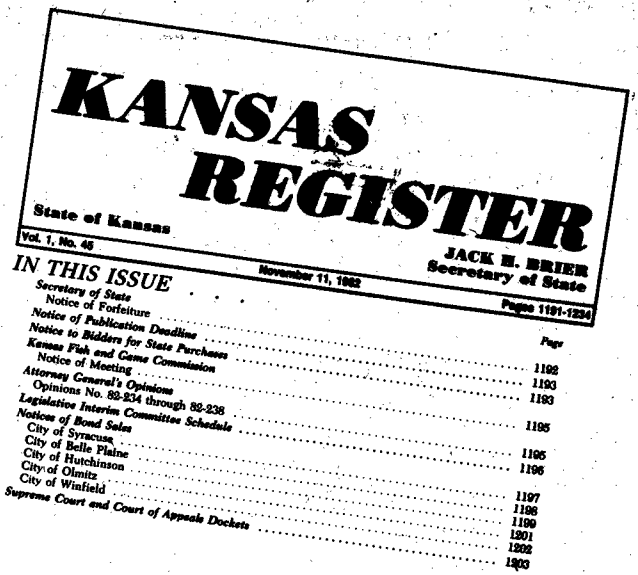 KANSAS
REGISTER
State of Kansas
JACK H. BRIER
Secretary of State
Vol. 1, No. 45 November 11, 1982 Pages 1191-1234
IN THIS ISSUE . . . .
Page
Secretary of State
Notice of Forfeiture 1192
Notice of Publication Deadline 1193
Notice to Bidders for State Purchases 1193
Kansas Fish and Game Commission
Notice of Meeting 1195
Attorney General's Opinions
Opinions No. 82-234 through 82-238 1195
Legislative Interim Committee Schedule 1196
Notices of Bond Sales
City of Syracuse 1197
City of Belle Plaine 1198
City of Hutchinson 1199
City of Olmitz 1201
City of Winfield 1202
Supreme Court and Court of Appeals Dockets 1203